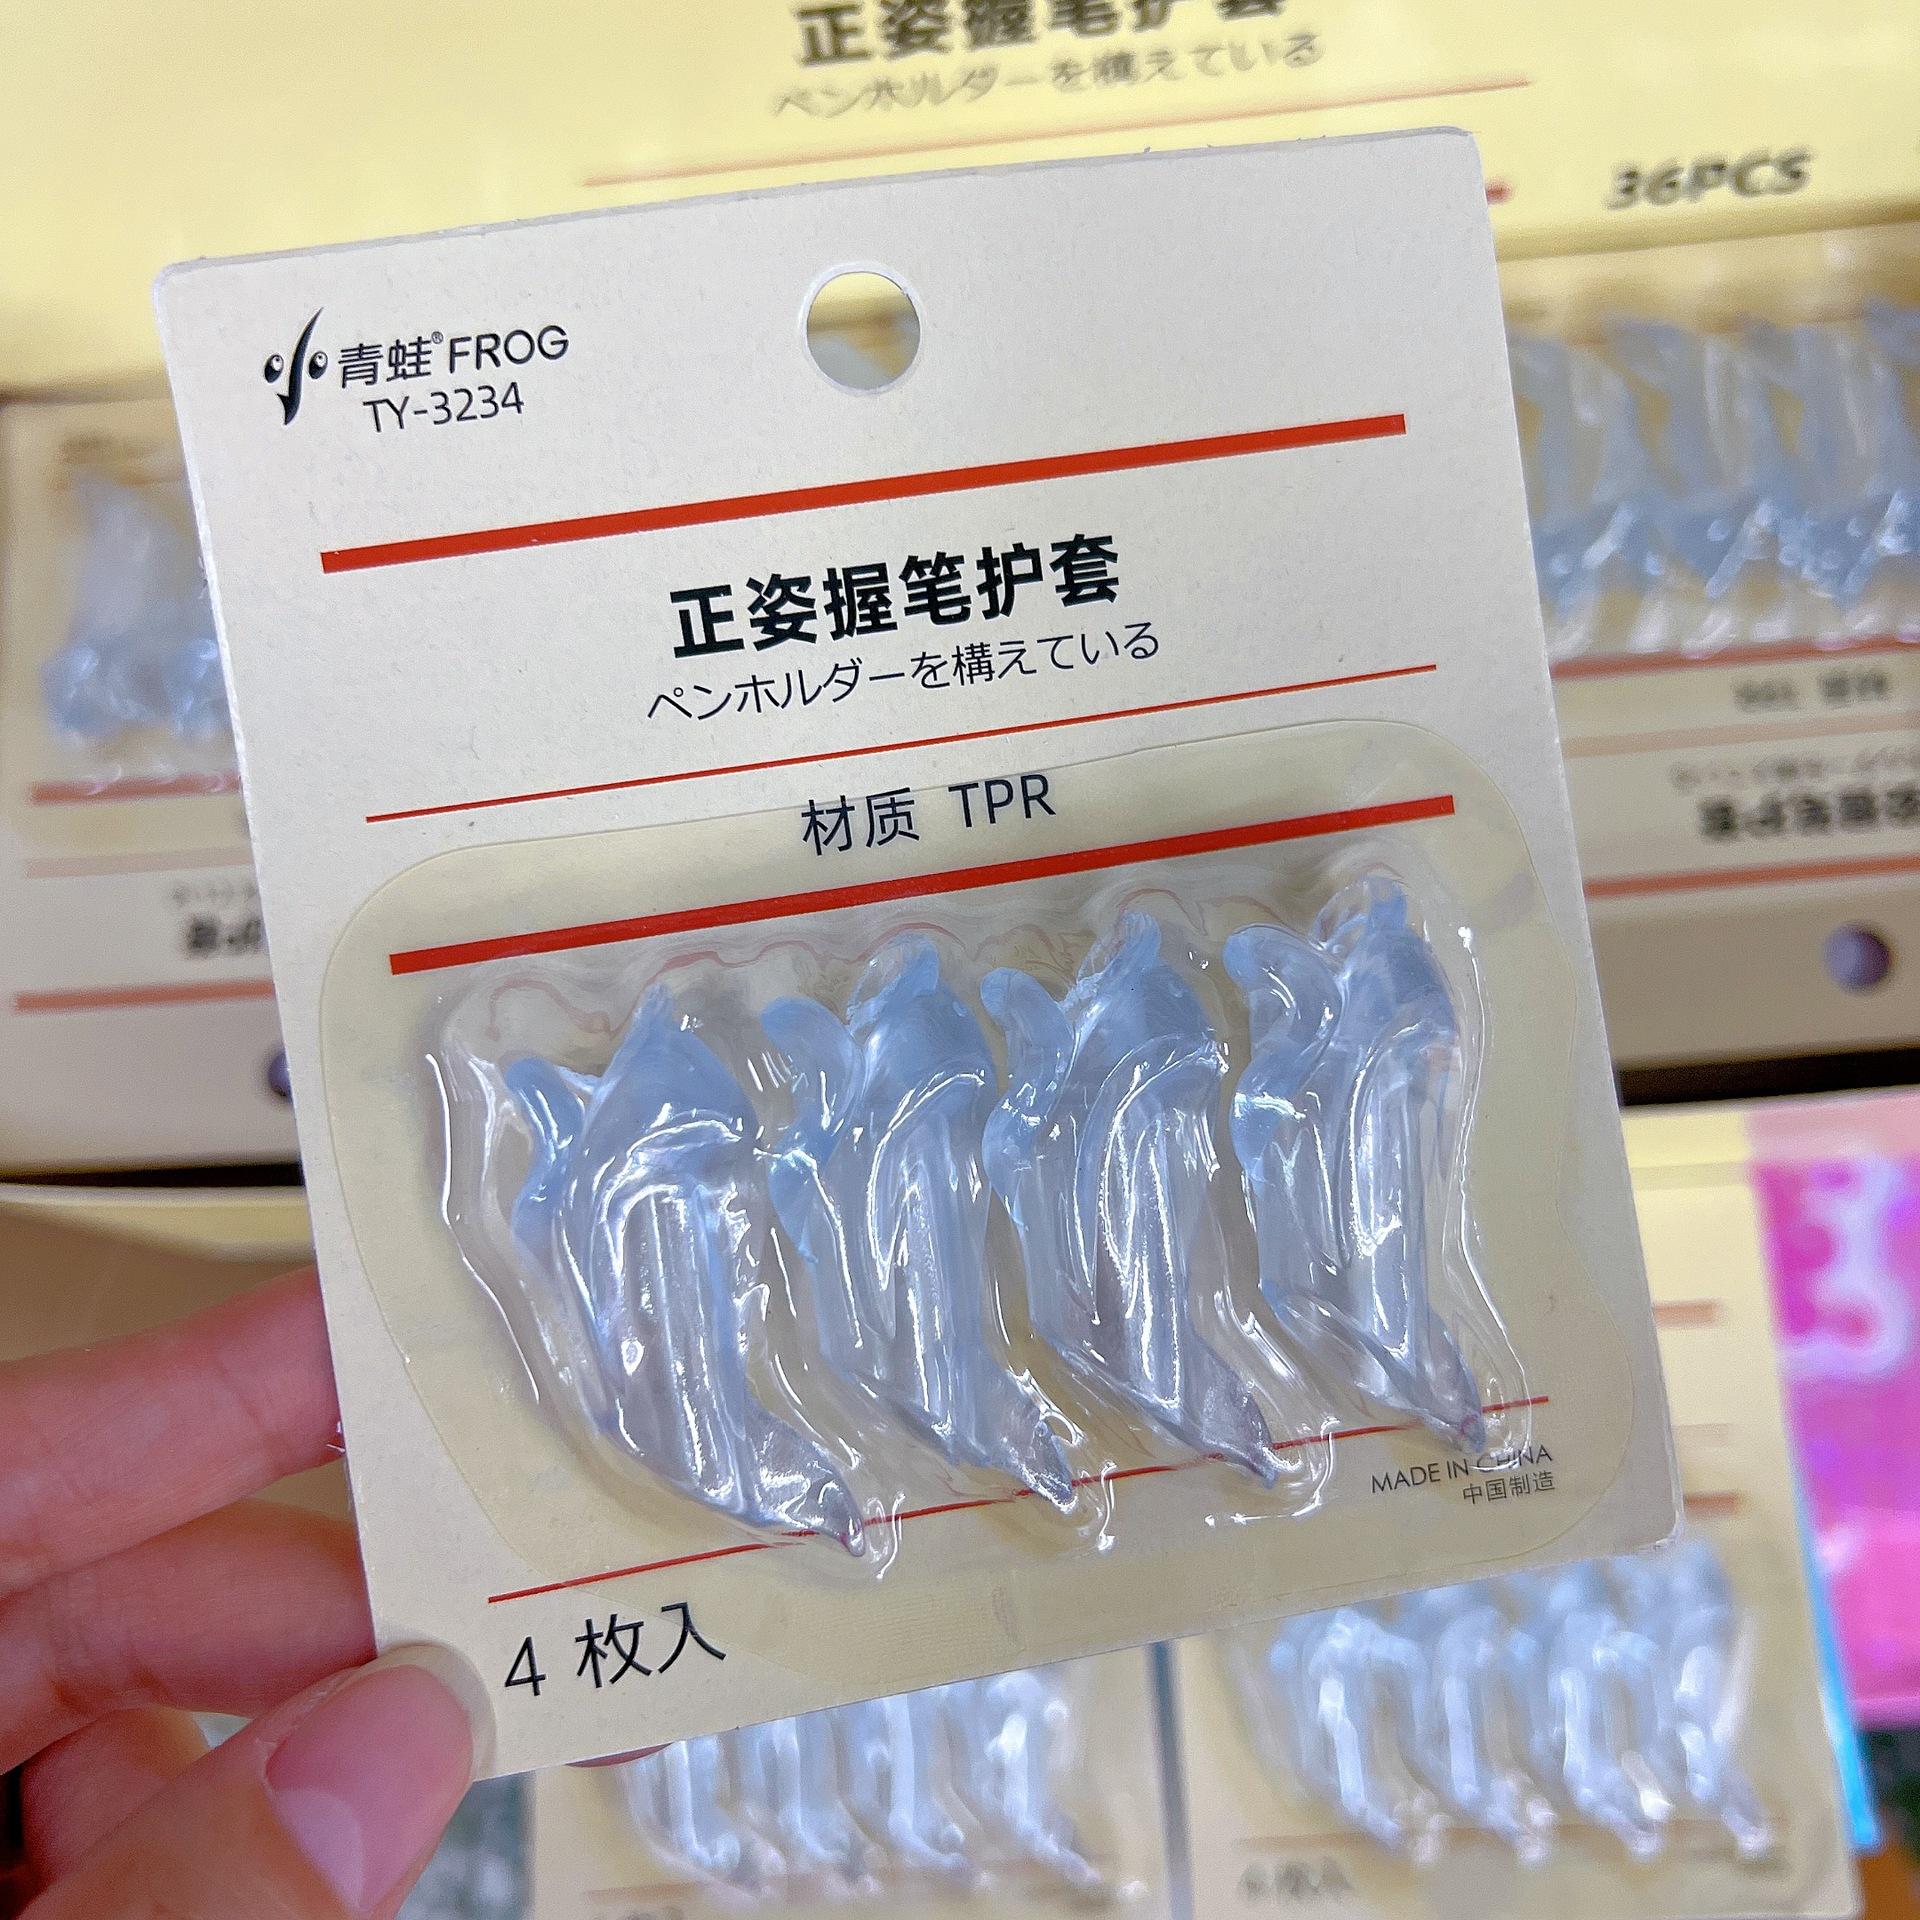 正姿握笔护套
ペンホルダーを構えている
36PCS
青蛙®FROG
TY-3234
正姿握笔护套
ペンホルダーを構えている
材质 TPR
MADE IN CHINA
中国制造
4 枚入